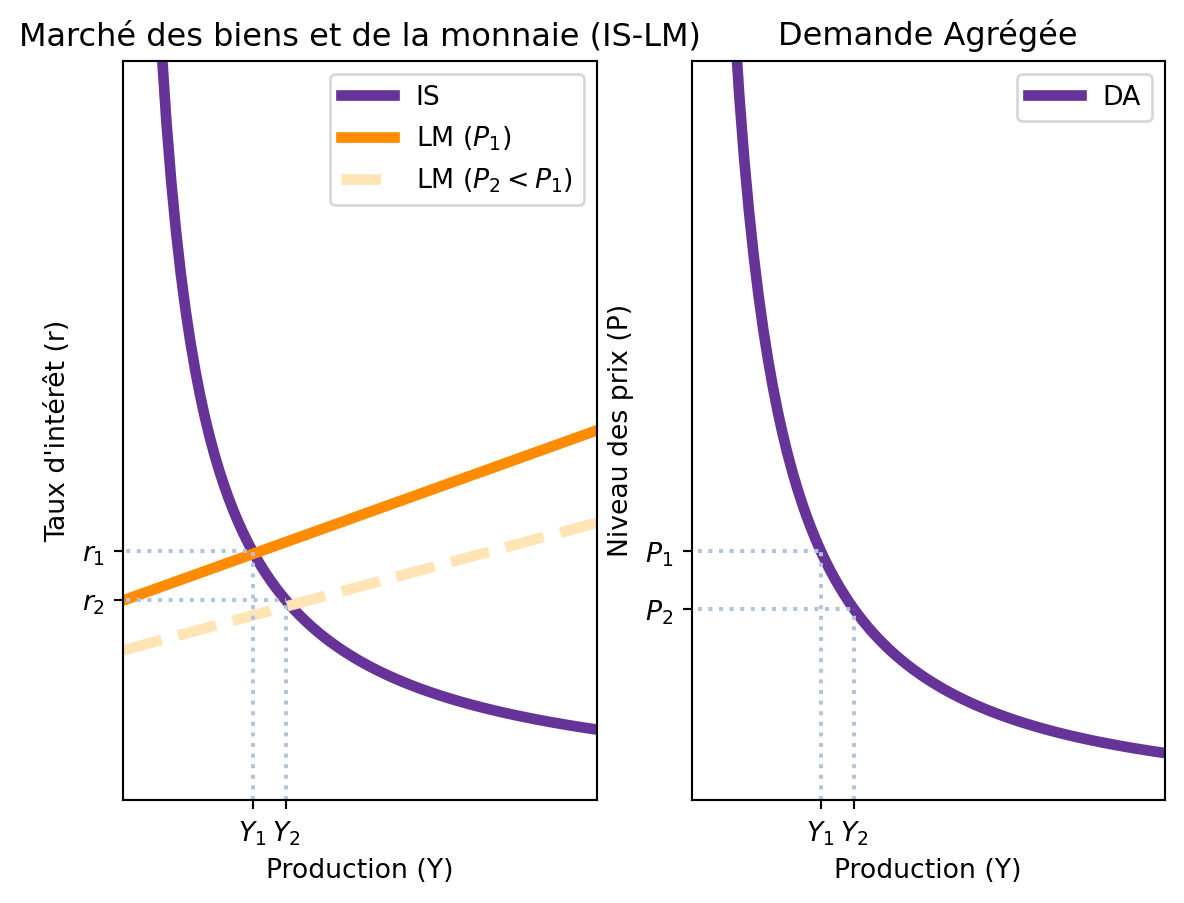 Marché des biens et de la monnaie (IS-LM)
IS
LM (P₁)
LM (P₂ < P₁)
Taux d'intérêt (r)
r₁
r₂
Y₁ Y₂
Production (Y)
Demande Agrégée
DA
Niveau des prix (P)
P₁
P₂
Y₁ Y₂
Production (Y)